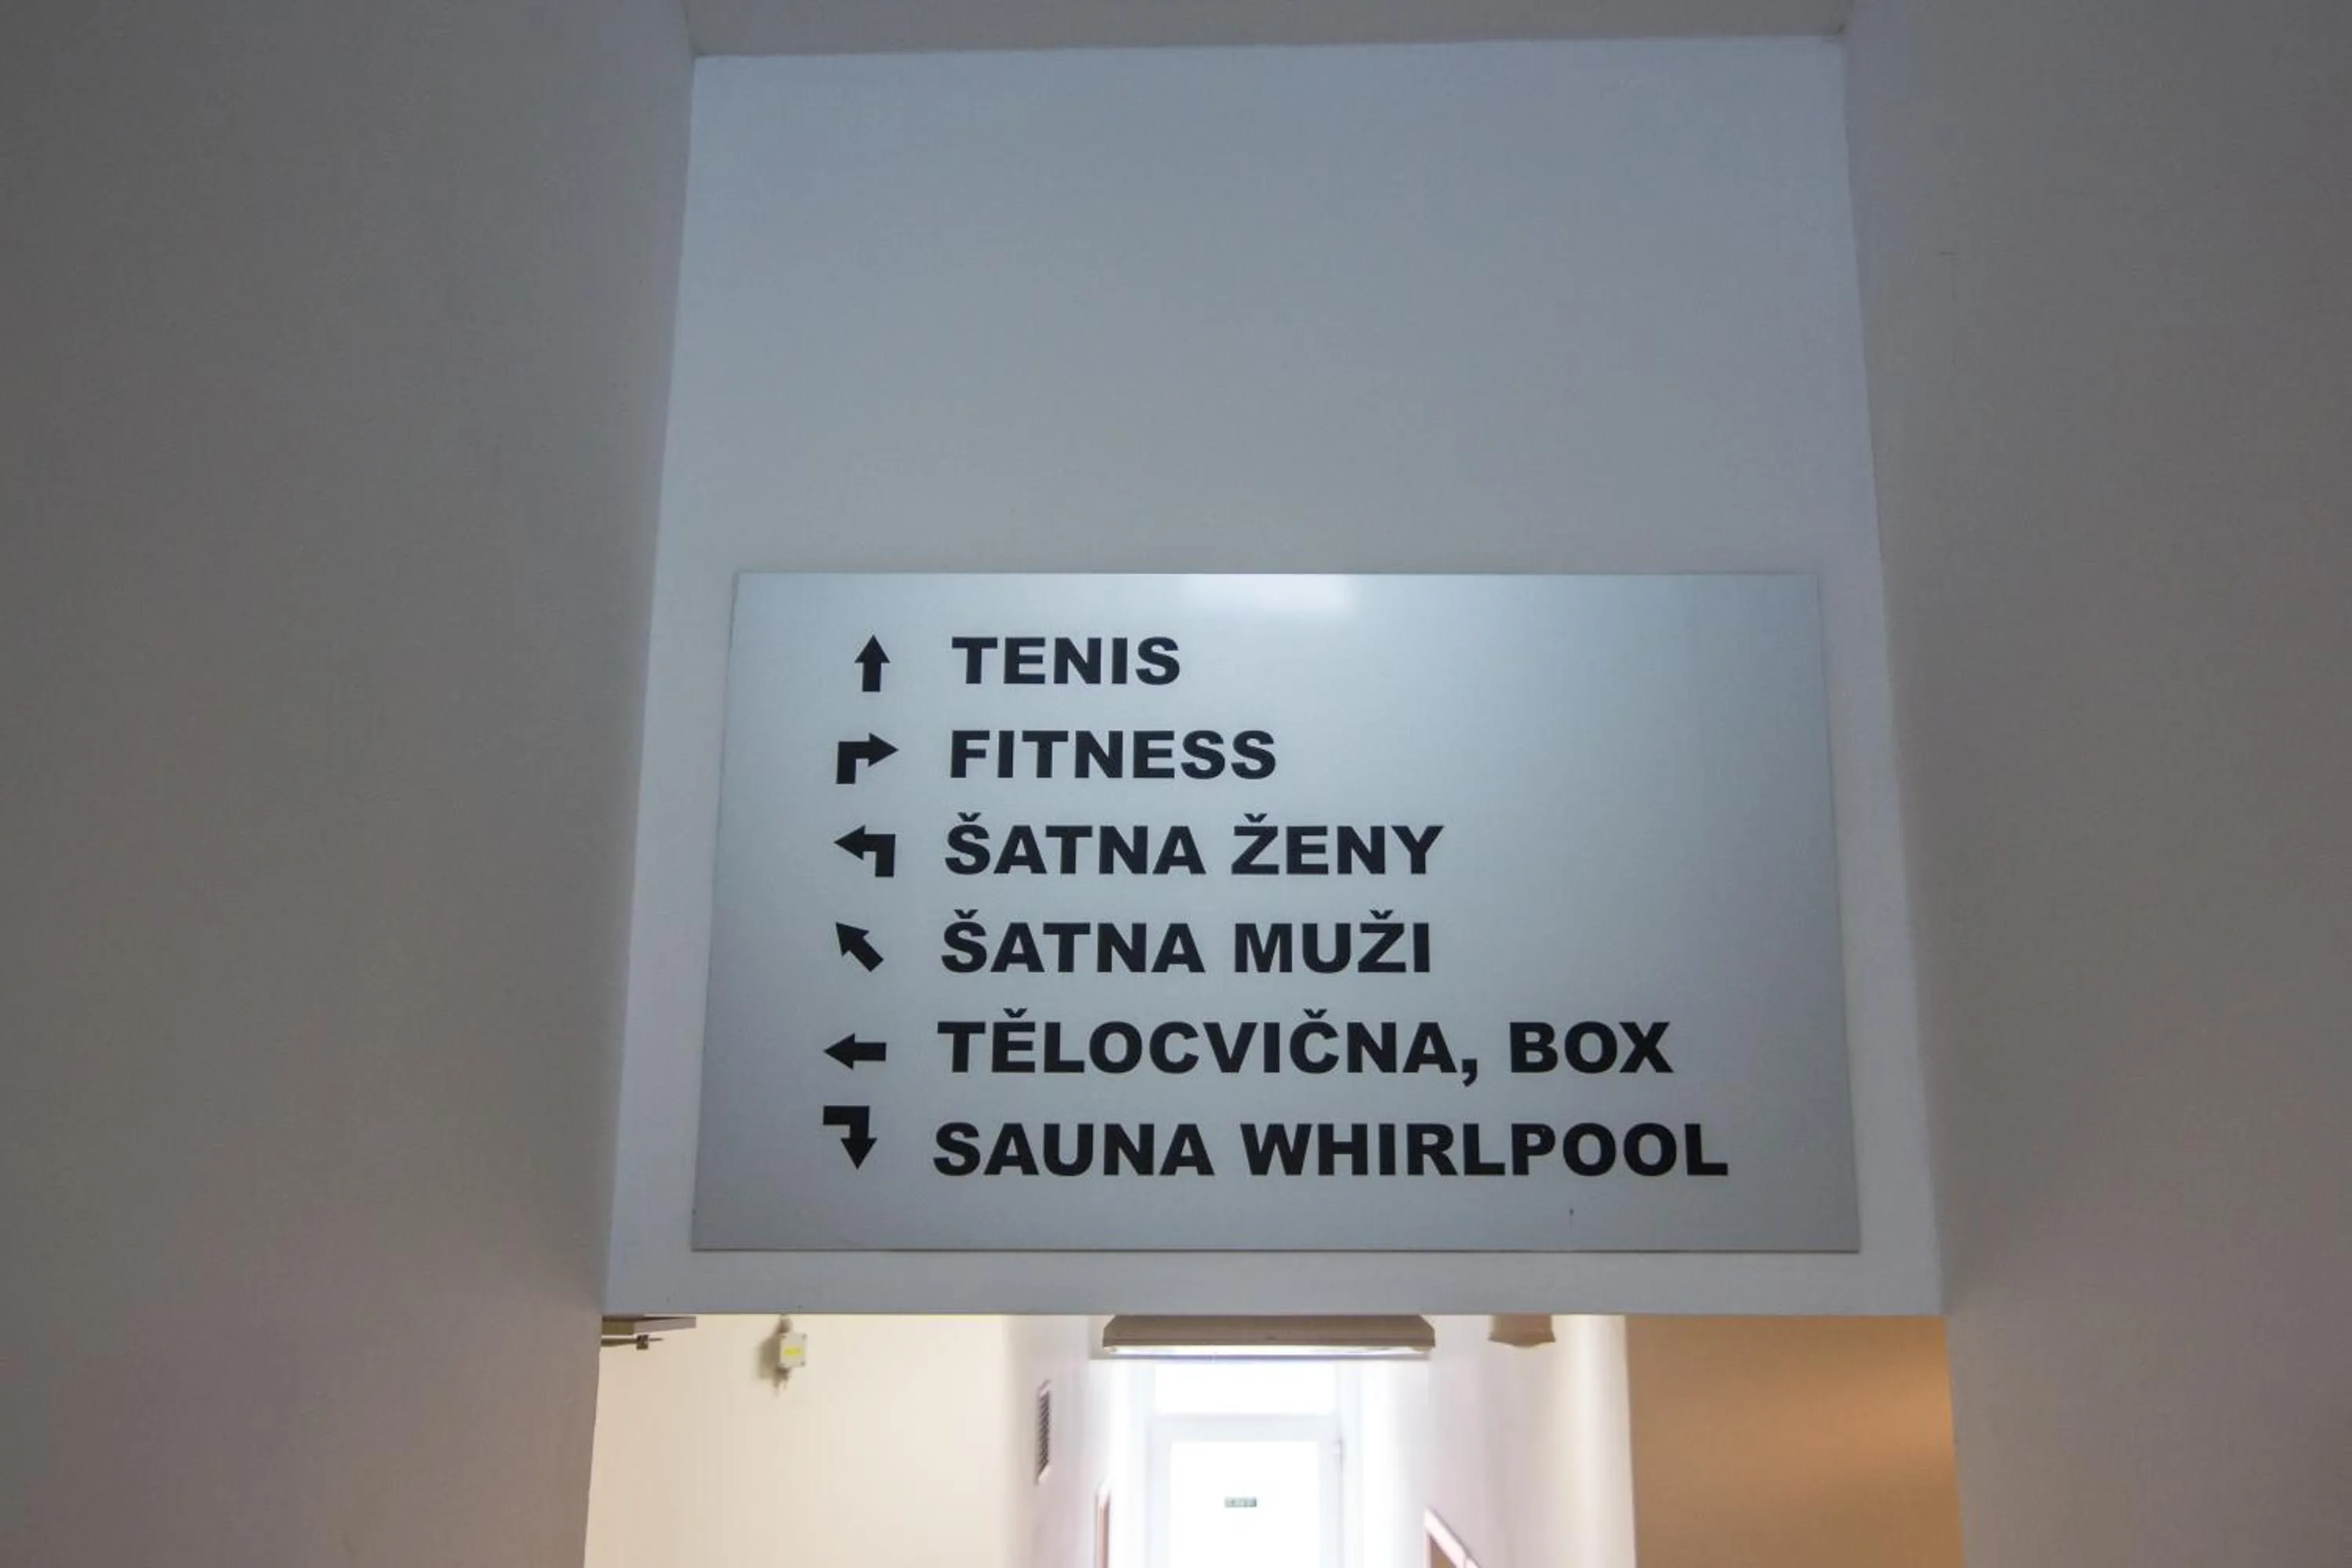 TENIS
FITNESS
ŠATNA ŽENY
ŠATNA MUŽI
TĚLOCVIČNA, BOX
SAUNA WHIRLPOOL